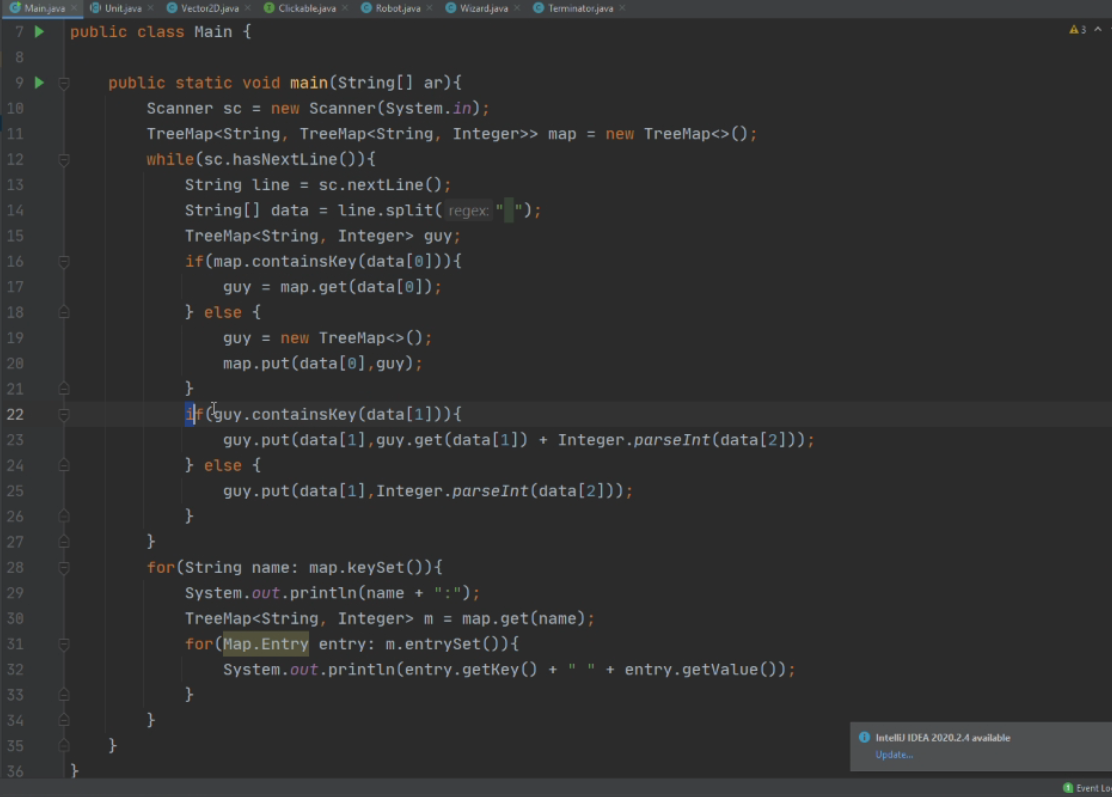 Main.java Unit.java Vector2D.java Clickable.java Robot.java Wizard.java Terminator.java
7 public class Main { 3
8
9 public static void main(String[] ar){
10 Scanner sc = new Scanner(System.in);
11 TreeMap<String, TreeMap<String, Integer>> map = new TreeMap<>();
12 while(sc.hasNextLine()){
13 String line = sc.nextLine();
14 String[] data = line.split( regex: " ");
15 TreeMap<String, Integer> guy;
16 if(map.containsKey(data[0])){
17 guy = map.get(data[0]);
18 } else {
19 guy = new TreeMap<>();
20 map.put(data[0],guy);
21 }
22 if(guy.containsKey(data[1])){
23 guy.put(data[1],guy.get(data[1]) + Integer.parseInt(data[2]));
24 } else {
25 guy.put(data[1],Integer.parseInt(data[2]));
26 }
27 }
28 for(String name: map.keySet()){
29 System.out.println(name + ":");
30 TreeMap<String, Integer> m = map.get(name);
31 for(Map.Entry entry: m.entrySet()){
32 System.out.println(entry.getKey() + " " + entry.getValue());
33 }
34 }
35 }
36 }
IntelliJ IDEA 2020.2.4 available
Update...
1 Event Lo